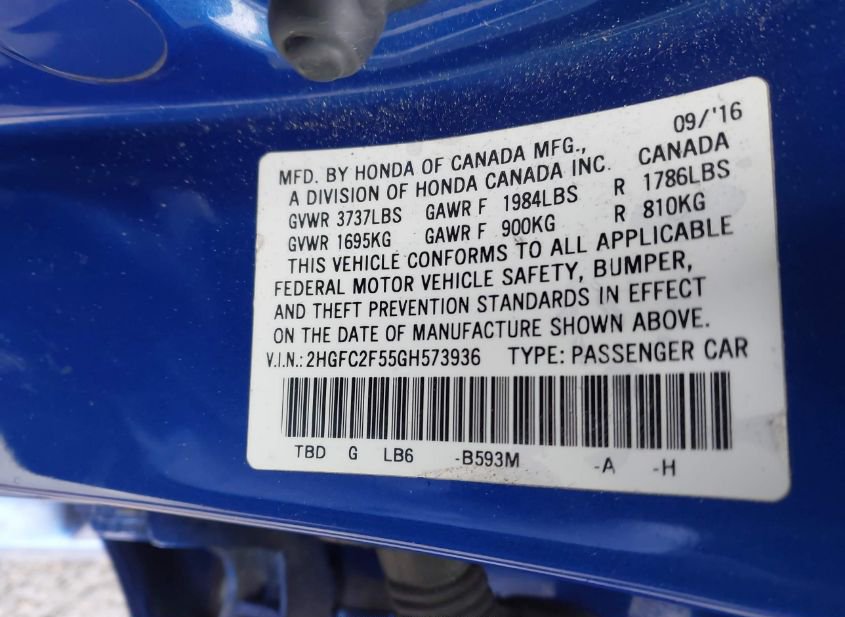 09/'16
MFD. BY HONDA OF CANADA MFG., CANADA
A DIVISION OF HONDA CANADA INC.
GVWR 3737LBS GAWR F 1984LBS R 1786LBS
GVWR 1695KG GAWR F 900KG R 810KG
THIS VEHICLE CONFORMS TO ALL APPLICABLE
FEDERAL MOTOR VEHICLE SAFETY, BUMPER,
AND THEFT PREVENTION STANDARDS IN EFFECT
ON THE DATE OF MANUFACTURE SHOWN ABOVE.
V.I.N.: 2HGFC2F55GH573936 TYPE: PASSENGER CAR
TBD G LB6 -B593M -A -H